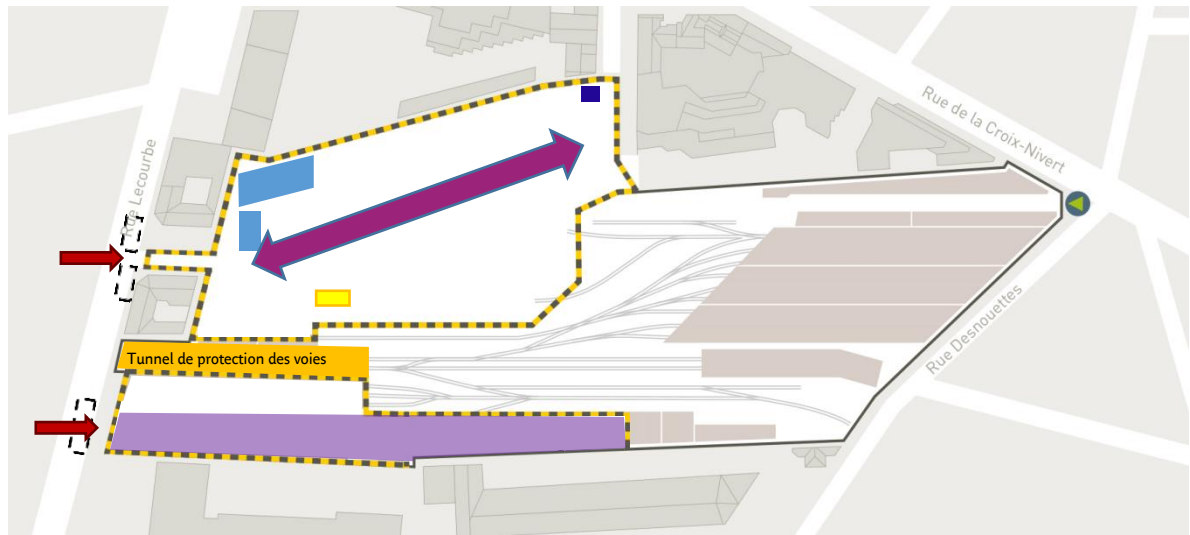 Rue de la Croix-Nivert
Rue Lecourbe
Rue Desnouettes
Tunnel de protection des voies